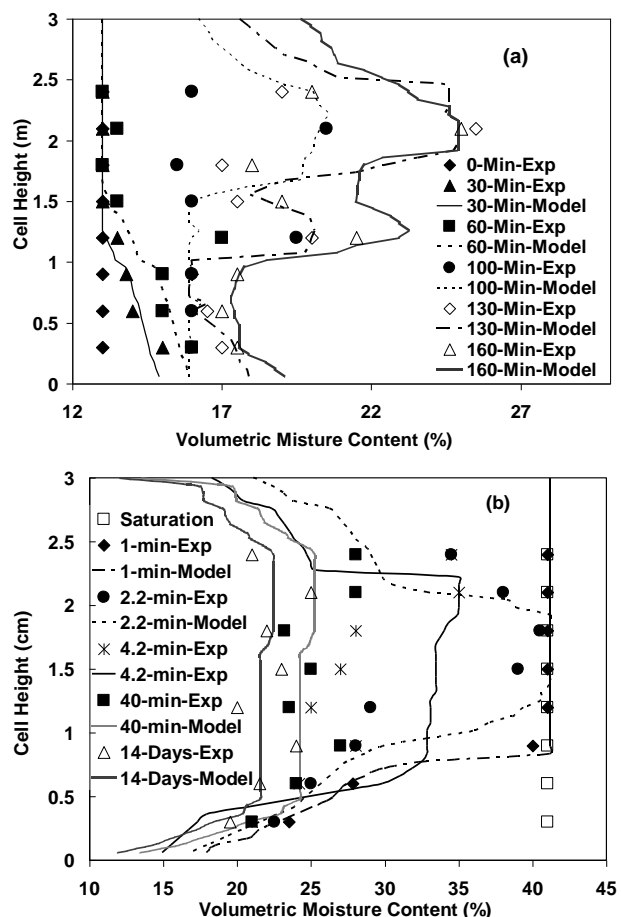 3
2.5
2
1.5
1
0.5
0
Cell Height (m)
(a)
0-Min-Exp
30-Min-Exp
30-Min-Model
60-Min-Exp
60-Min-Model
100-Min-Exp
100-Min-Model
130-Min-Exp
130-Min-Model
160-Min-Exp
160-Min-Model
12 17 22 27
Volumetric Misture Content (%)
3
2.5
2
1.5
1
0.5
0
Cell Height (cm)
(b)
Saturation
1-min-Exp
1-min-Model
2.2-min-Exp
2.2-min-Model
4.2-min-Exp
4.2-min-Exp
40-min-Exp
40-min-Model
14-Days-Exp
14-Days-Model
10 15 20 25 30 35 40 45
Volumetric Moisture Content (%)